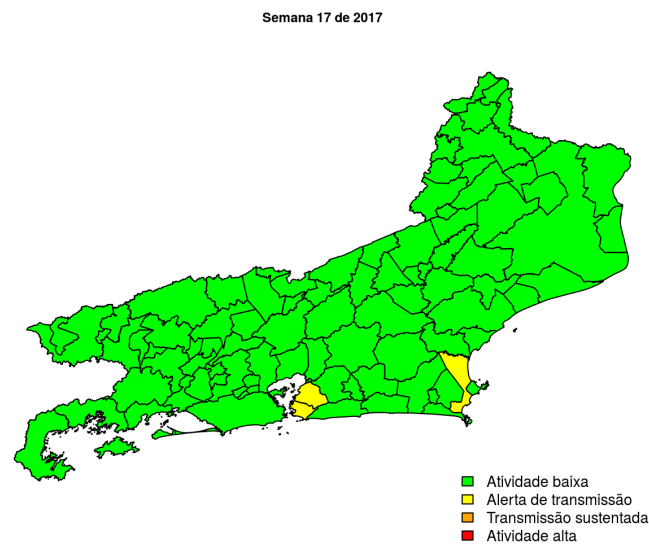 Semana 17 de 2017
Atividade baixa
Alerta de transmissão
Transmissão sustentada
Atividade alta